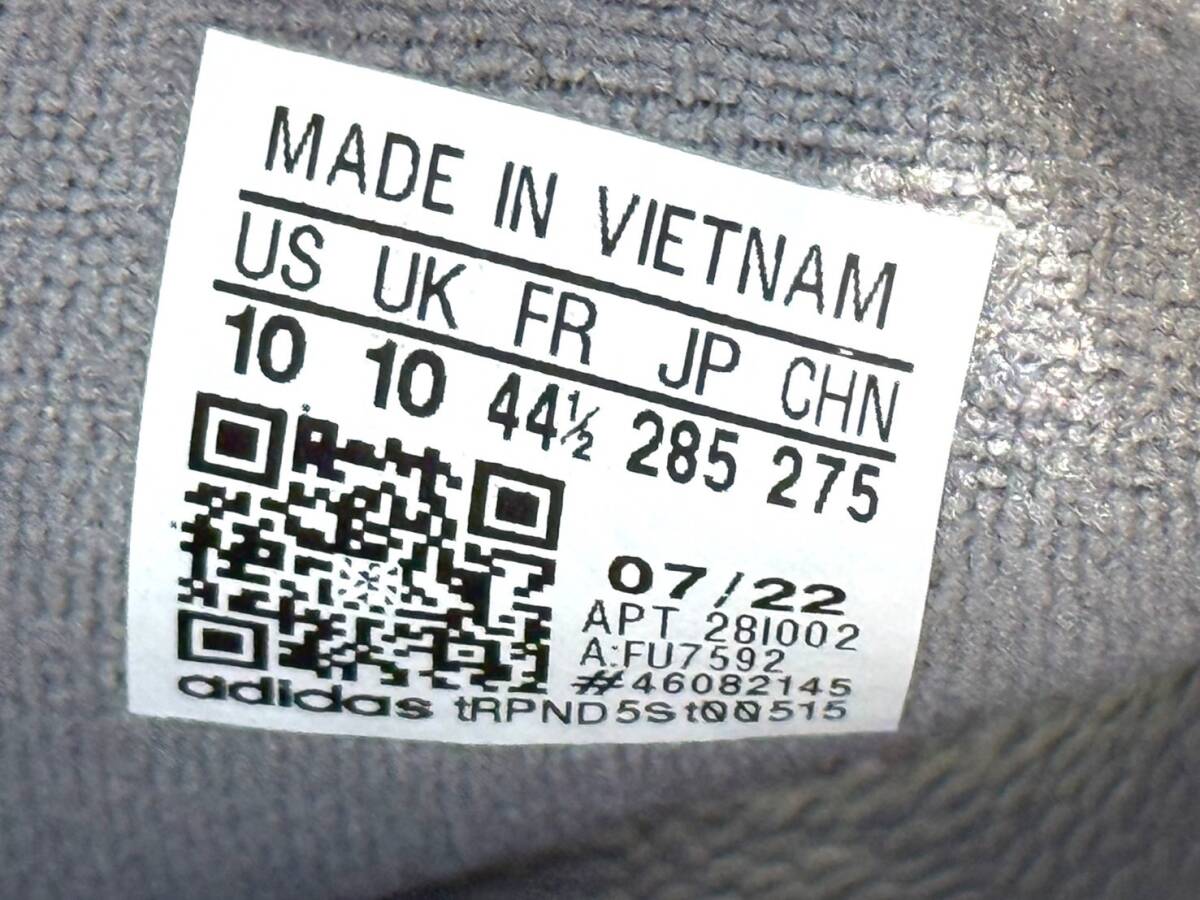 MADE IN VIETNAM
US UK FR JP CHN
10 10 44½ 285 275
07/22
APT 28I002
A:FU7592
#46082145
adidas tRPND5St00515